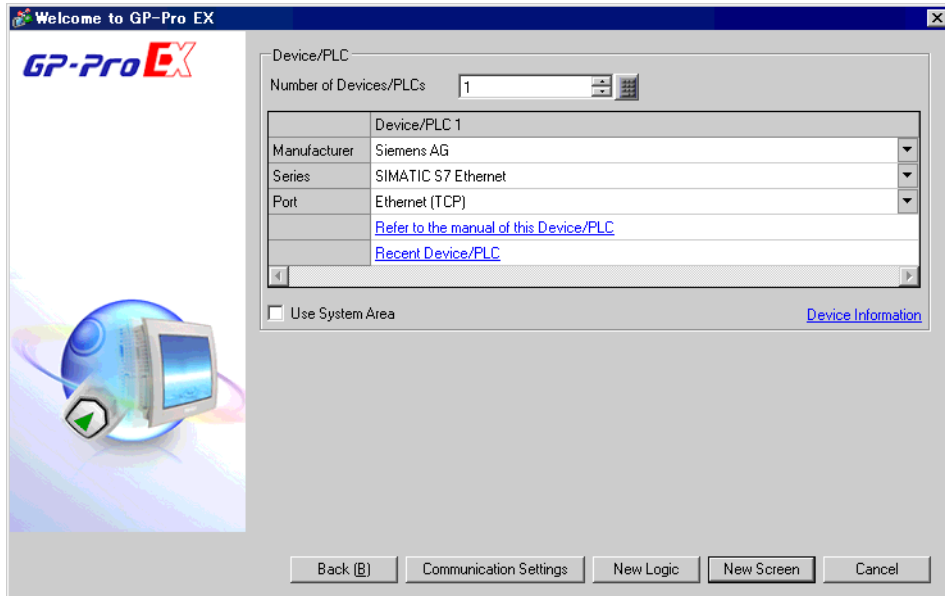 Welcome to GP-Pro EX
GP-Pro EX
Device/PLC
Number of Devices/PLCs 1
Device/PLC 1
Manufacturer Siemens AG
Series SIMATIC S7 Ethernet
Port Ethernet (TCP)
Refer to the manual of this Device/PLC
Recent Device/PLC
Use System Area Device Information
Back (B) Communication Settings New Logic New Screen Cancel